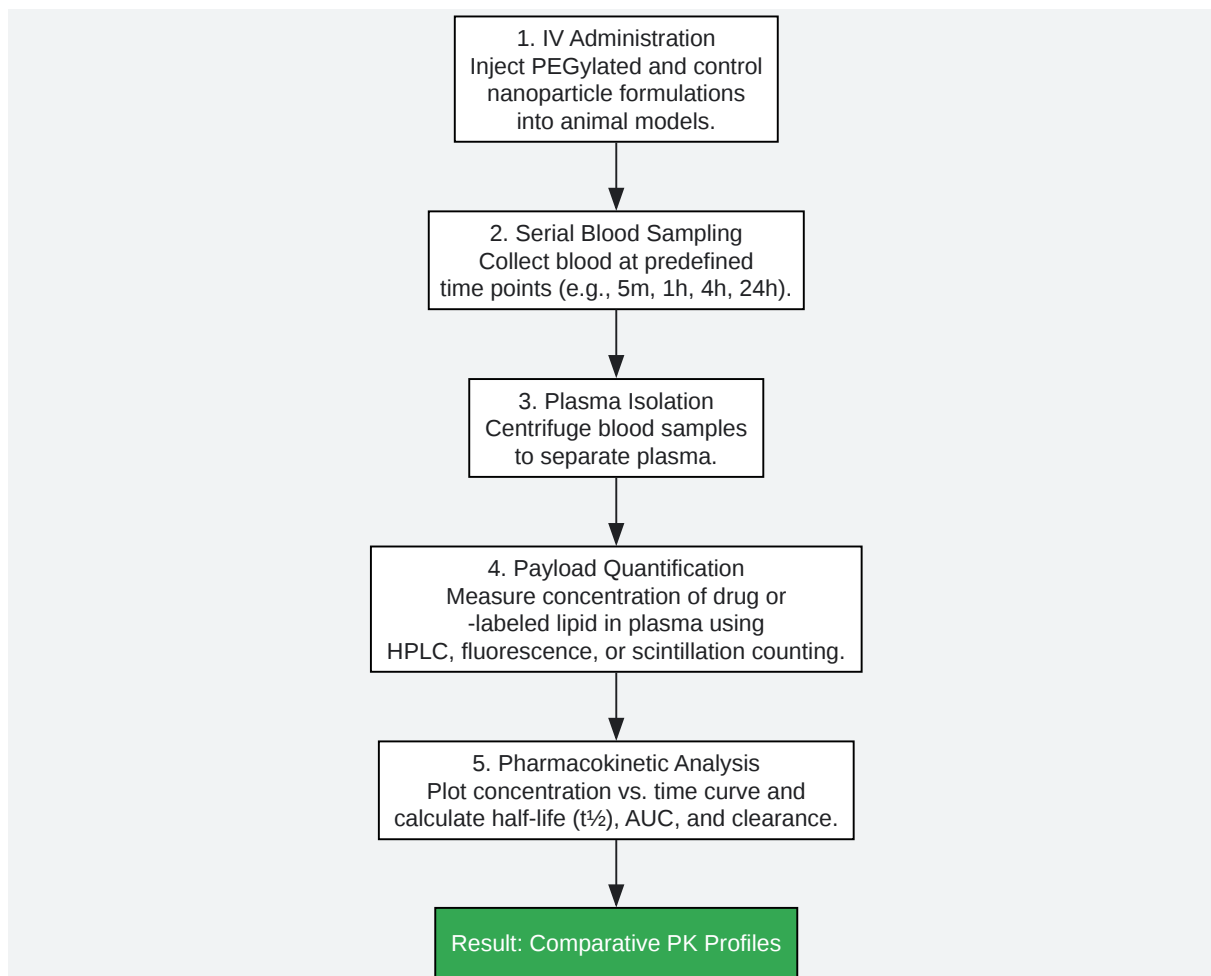 1. IV Administration
Inject PEGylated and control
nanoparticle formulations
into animal models.
2. Serial Blood Sampling
Collect blood at predefined
time points (e.g., 5m, 1h, 4h, 24h).
3. Plasma Isolation
Centrifuge blood samples
to separate plasma.
4. Payload Quantification
Measure concentration of drug or
-labeled lipid in plasma using
HPLC, fluorescence, or scintillation counting.
5. Pharmacokinetic Analysis
Plot concentration vs. time curve and
calculate half-life (t½), AUC, and clearance.
Result: Comparative PK Profiles